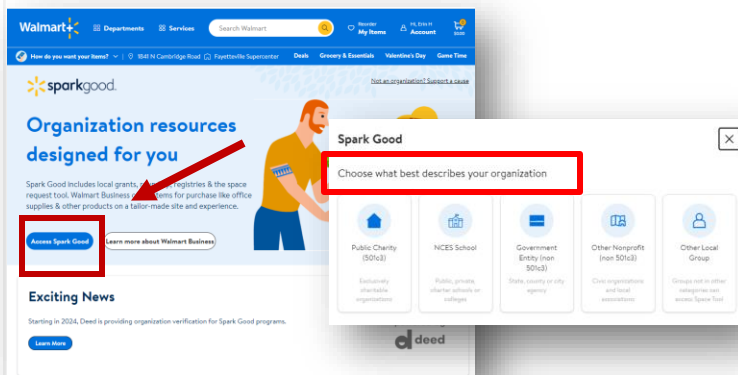 Walmart+
Departments
Services
Search Walmart
Reorder
My Items
Hi, Erin H
Account
How do you want your items?
1841 N Cambridge Road
Fayetteville Supercenter
Deals
Grocery & Essentials
Valentine's Day
Game Time
sparkgood.
Not an organization? Support a cause
Organization resources
designed for you
Spark Good includes local grants, registries & the space
request tool. Walmart Business items for purchase like office
supplies & other products on a tailor-made site and experience.
Access Spark Good
Learn more about Walmart Business
Exciting News
Starting in 2024, Deed is providing organization verification for Spark Good programs.
Learn More
deed
Spark Good
Choose what best describes your organization
Public Charity
(501c3)
Exclusively
charitable
organizations
NCES School
Public, private,
charter schools or
colleges
Government
Entity (non
501c3)
State, county or city
agency
Other Nonprofit
(non 501c3)
Civic organizations
and local
associations
Other Local
Group
Groups not in other
categories can
access Space Tool